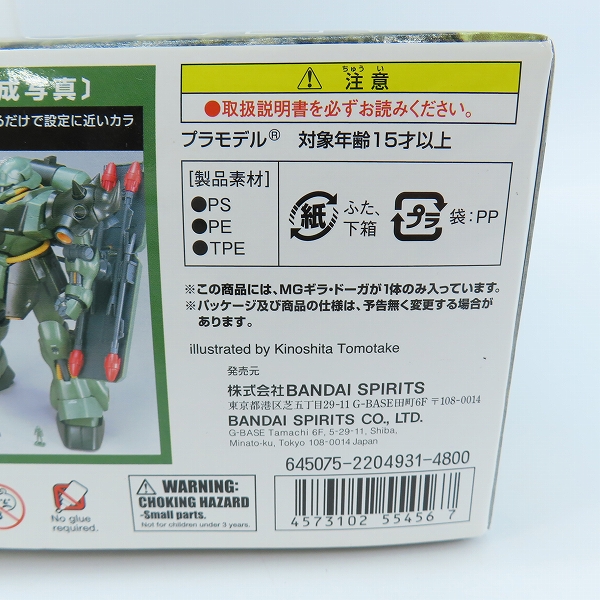 成写真〕
るだけで設定に近いカラ
ちゅう い
注意
●取扱説明書を必ずお読みください。
プラモデル® 対象年齢15才以上
[製品素材]
●PS
●PE
●TPE
紙 ふた、下箱
プラ 袋:PP
※この商品には、MGギラ・ドーガが1体のみ入っています。
※パッケージ及び商品の仕様は、予告無く変更する場合が
あります。
illustrated by Kinoshita Tomotake
発売元
株式会社BANDAI SPIRITS
東京都港区芝五丁目29-11 G-BASE田町6F 〒108-0014
BANDAI SPIRITS CO., LTD.
G-BASE Tamachi 6F, 5-29-11, Shiba,
Minato-ku, Tokyo 108-0014 Japan
645075-2204931-4800
No glue
required.
WARNING:
CHOKING HAZARD
-Small parts.
Not for children under 3 years.
4573102 55456 7